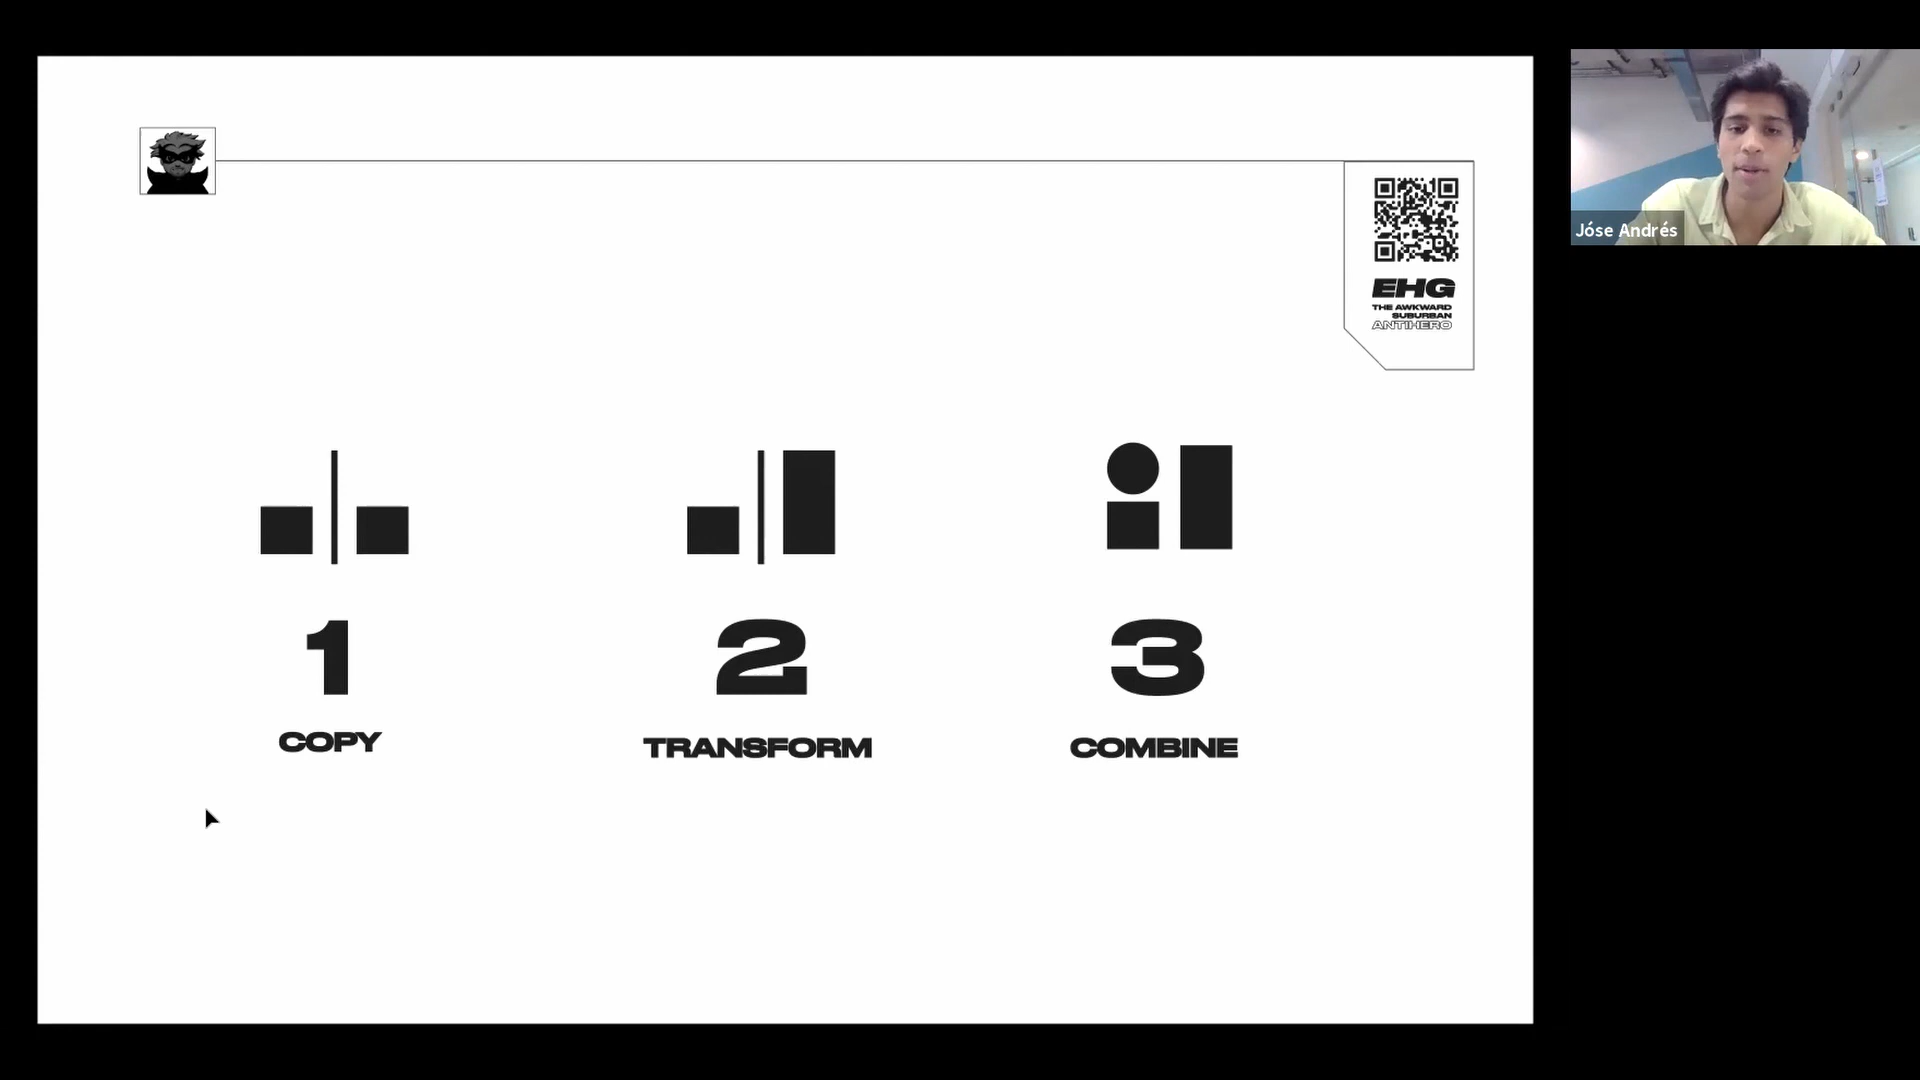 EHG
THE AWKWARD
SUBURBAN
ANTIHERO
1
2
3
COPY
TRANSFORM
COMBINE
Jóse Andrés